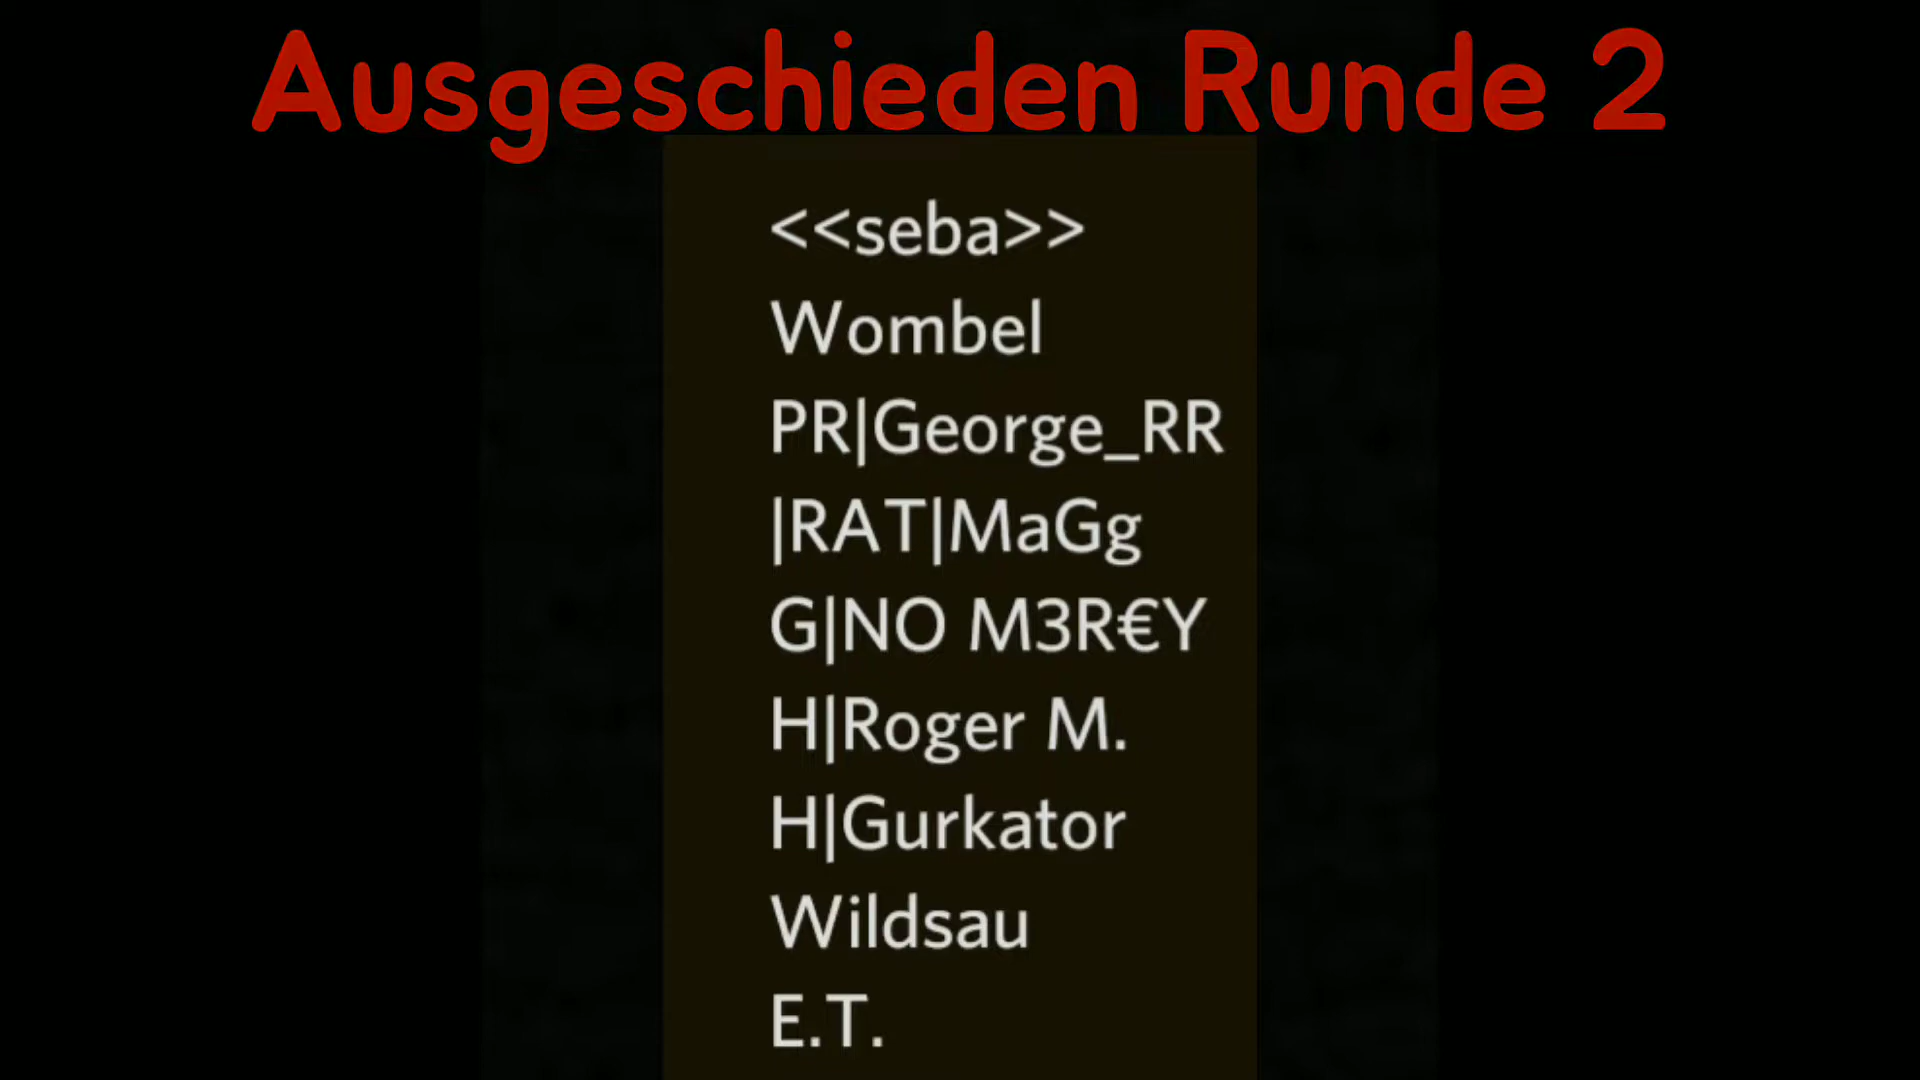 Ausgeschieden Runde 2
<<seba>>
Wombel
PR|George_RR
|RAT|MaGg
G|NO M3R€Y
H|Roger M.
H|Gurkator
Wildsau
E.T.